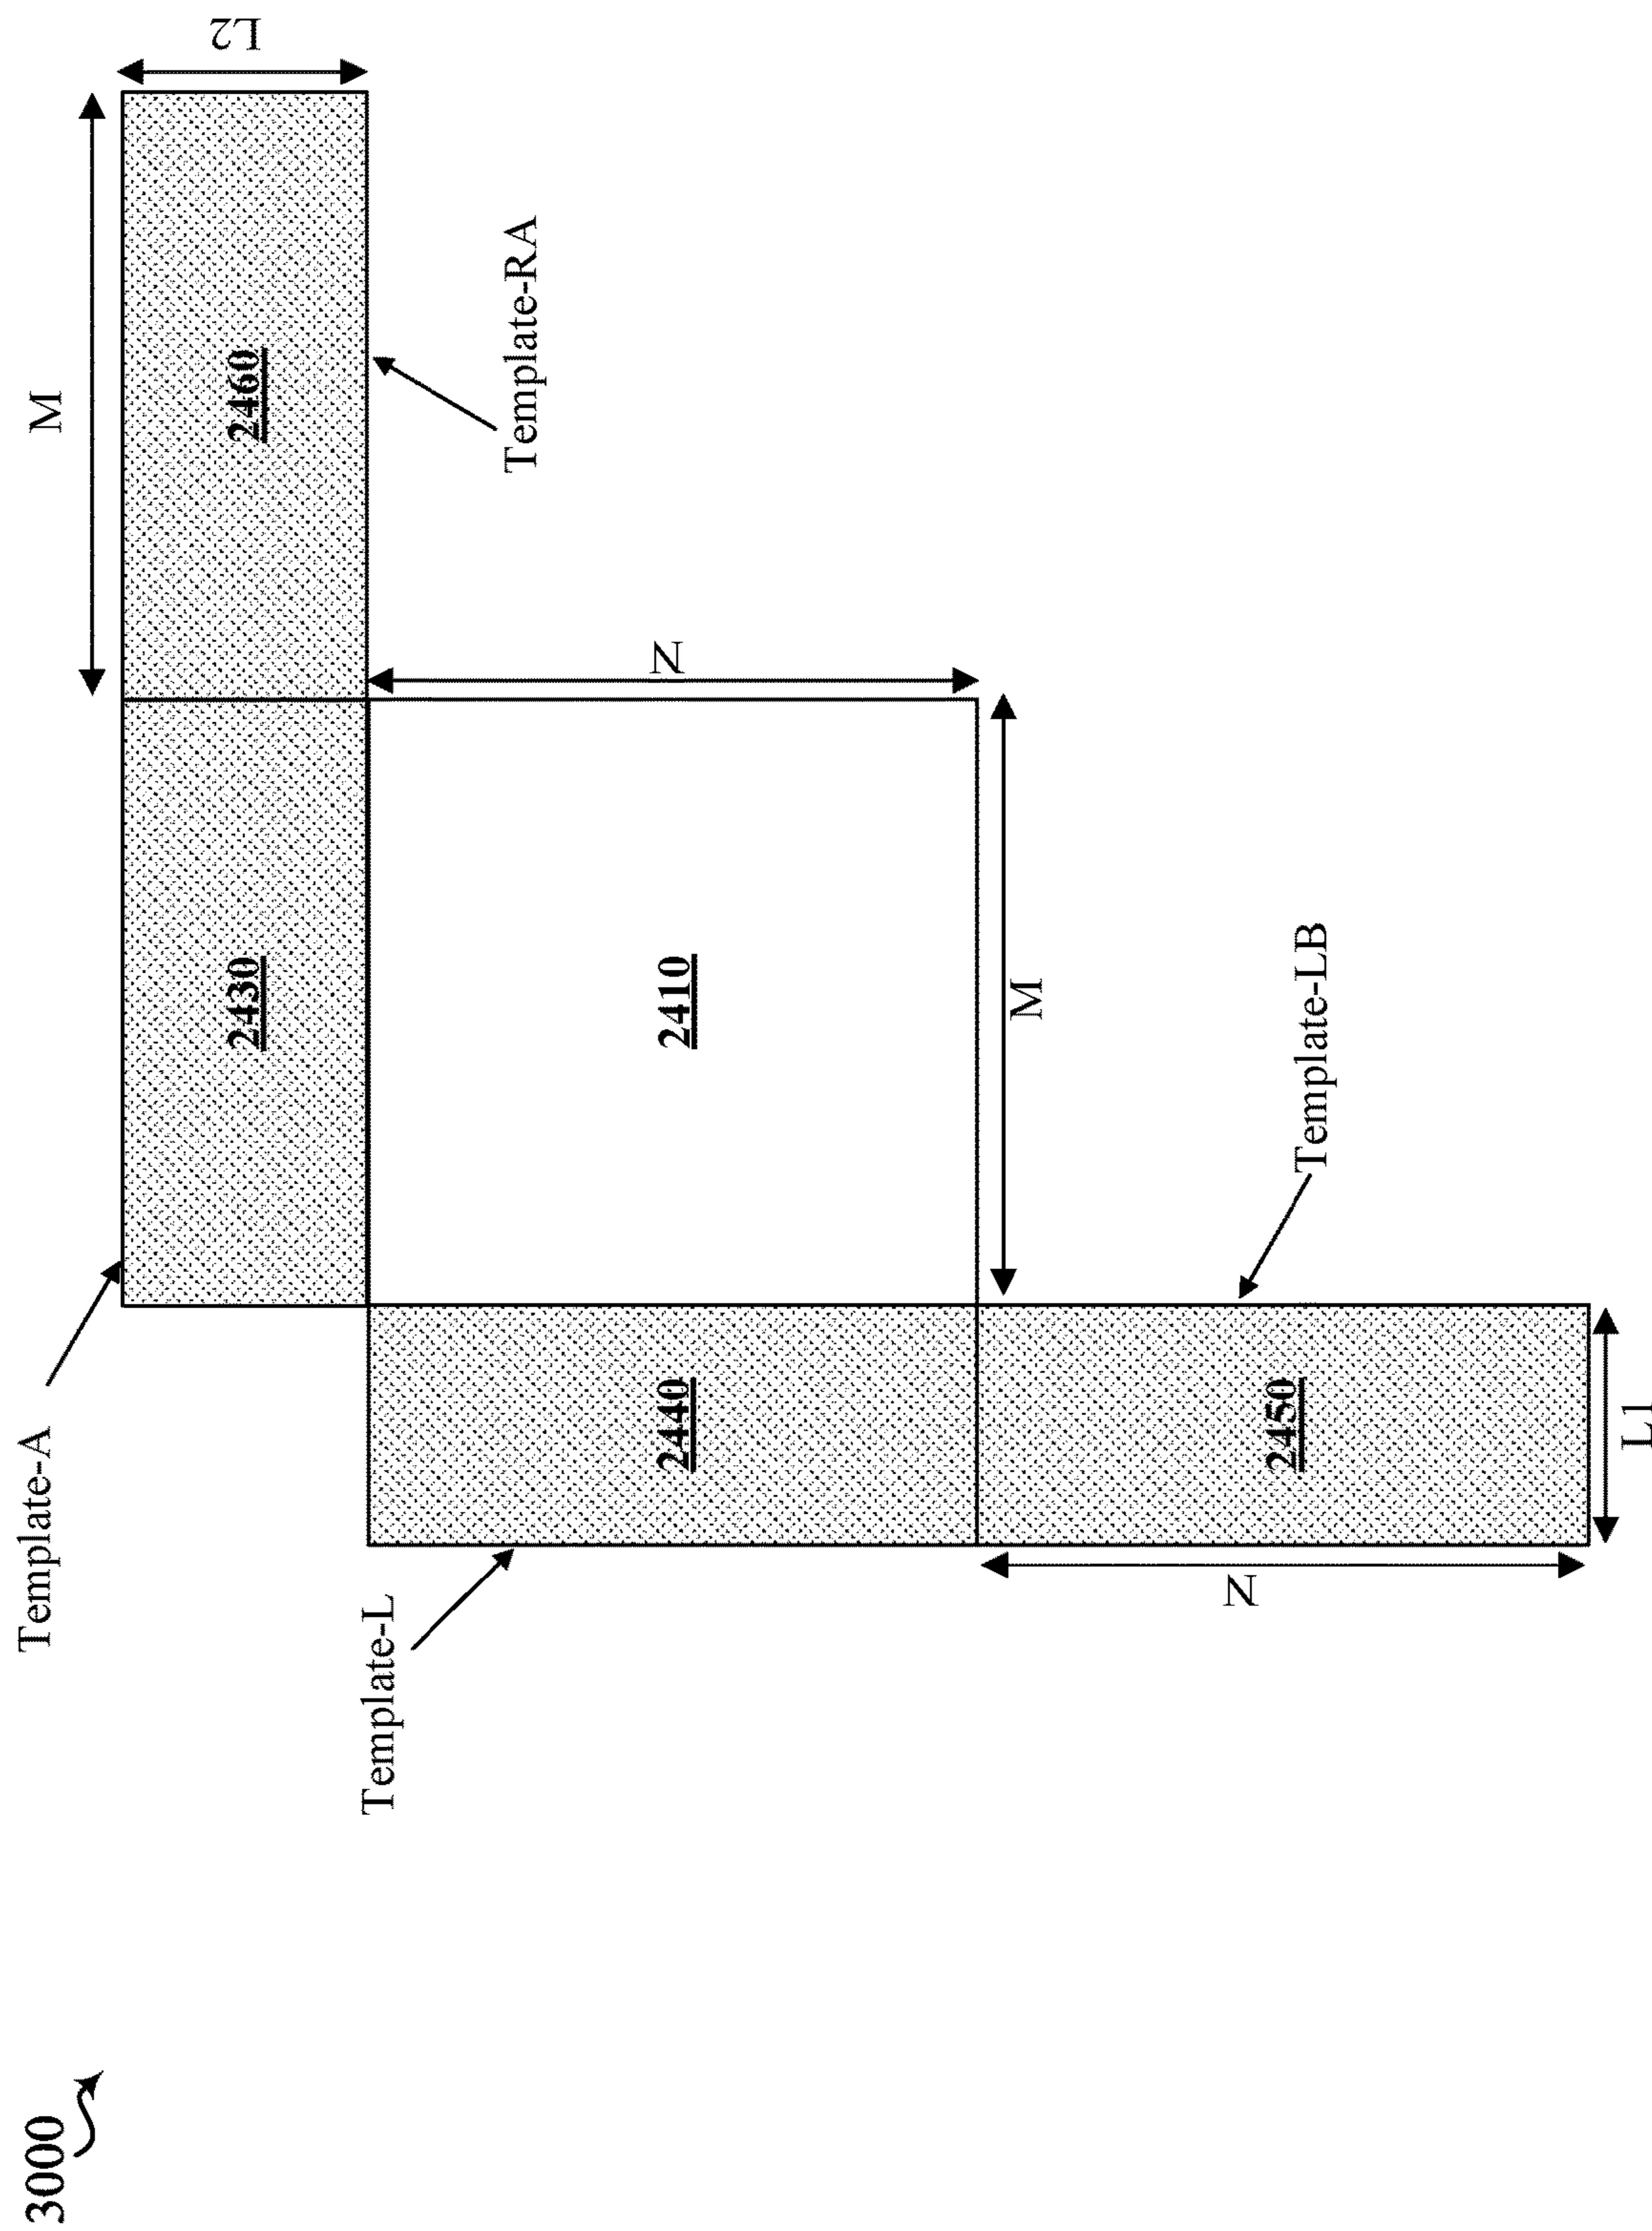 3000
Template-A
M
L2
2430
2460
Template-L
Template-RA
2440
2410
N
M
N
2450
Template-LB
L1